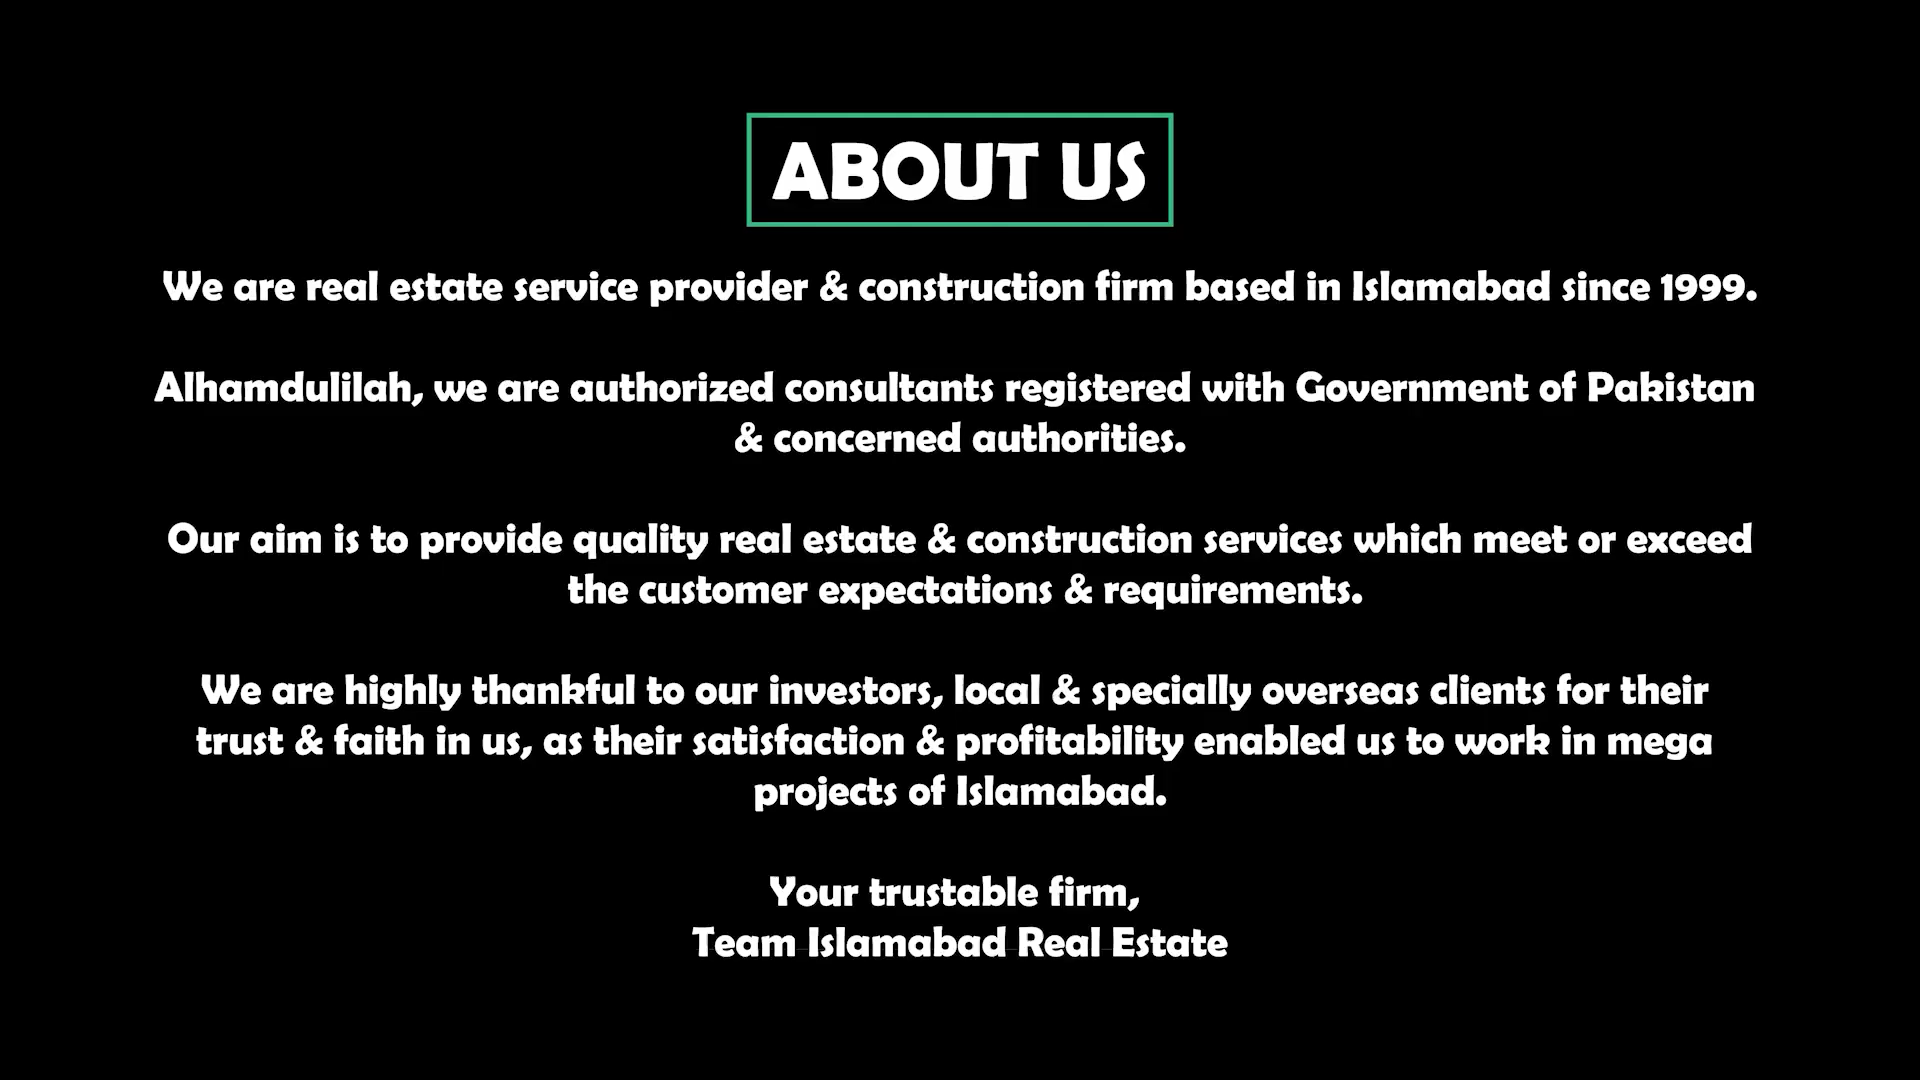 ABOUT US
We are real estate service provider & construction firm based in Islamabad since 1999.
Alhamdulilah, we are authorized consultants registered with Government of Pakistan
& concerned authorities.
Our aim is to provide quality real estate & construction services which meet or exceed
the customer expectations & requirements.
We are highly thankful to our investors, local & specially overseas clients for their
trust & faith in us, as their satisfaction & profitability enabled us to work in mega
projects of Islamabad.
Your trustable firm,
Team Islamabad Real Estate